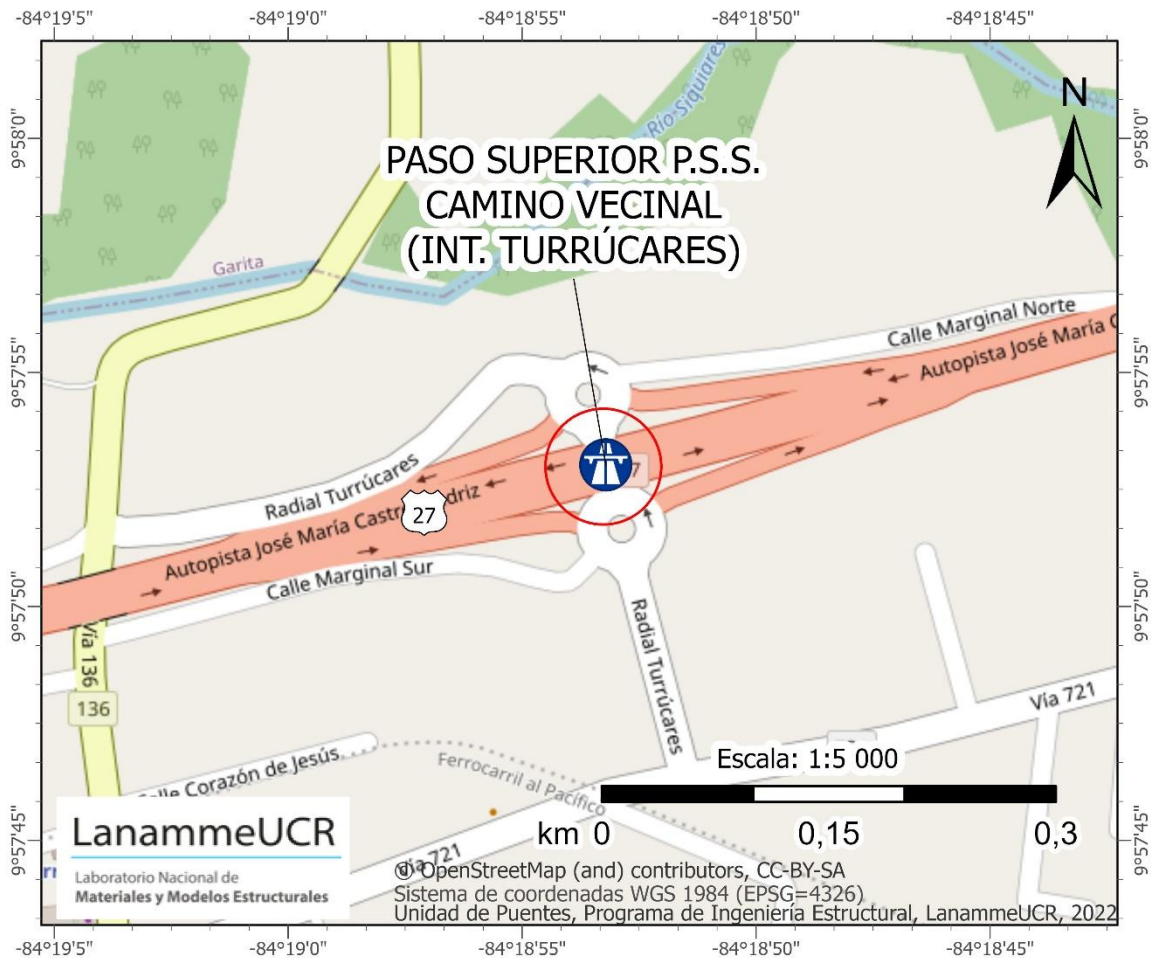 -84°19'5" -84°19'0" -84°18'55" -84°18'50" -84°18'45"
N
9°58'0" 9°58'0"
Río-Siquiares
PASO SUPERIOR P.S.S.
CAMINO VECINAL
(INT. TURRÚCARES)
Garita
Calle Marginal Norte
9°57'55" 9°57'55"
Autopista José María C
Radial Turrúcares
7
27
Autopista José María Cast
driz
Calle Marginal Sur
9°57'50" 9°57'50"
Radial Turrúcares
Vía 136
136
Vía 721
Escala: 1:5 000
Calle Corazón de Jesús
Ferrocarril al Pacífico
km 0 0,15 0,3
9°57'45" 9°57'45"
LanammeUCR
Laboratorio Nacional de
Materiales y Modelos Estructurales
Vía 721
© OpenStreetMap (and) contributors, CC-BY-SA
Sistema de coordenadas WGS 1984 (EPSG=4326)
Unidad de Puentes, Programa de Ingeniería Estructural, LanammeUCR, 2022
-84°19'5" -84°19'0" -84°18'55" -84°18'50" -84°18'45"